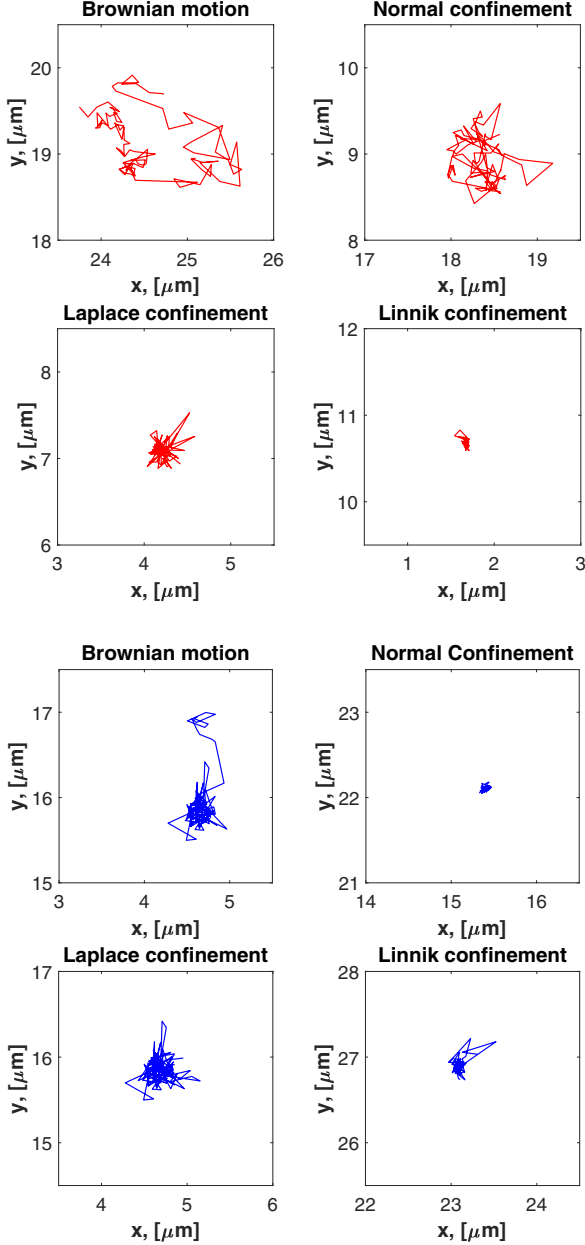 Brownian motion
Normal confinement
20
19
18
y, [μm]
24
25
26
x, [μm]
10
9
8
y, [μm]
17
18
19
x, [μm]
Laplace confinement
Linnik confinement
8
7
6
y, [μm]
3
4
5
x, [μm]
12
11
10
y, [μm]
1
2
3
x, [μm]
Brownian motion
Normal Confinement
17
16
15
y, [μm]
3
4
5
x, [μm]
23
22
21
y, [μm]
14
15
16
x, [μm]
Laplace confinement
Linnik confinement
17
16
15
y, [μm]
4
5
6
x, [μm]
28
27
26
y, [μm]
22
23
24
x, [μm]